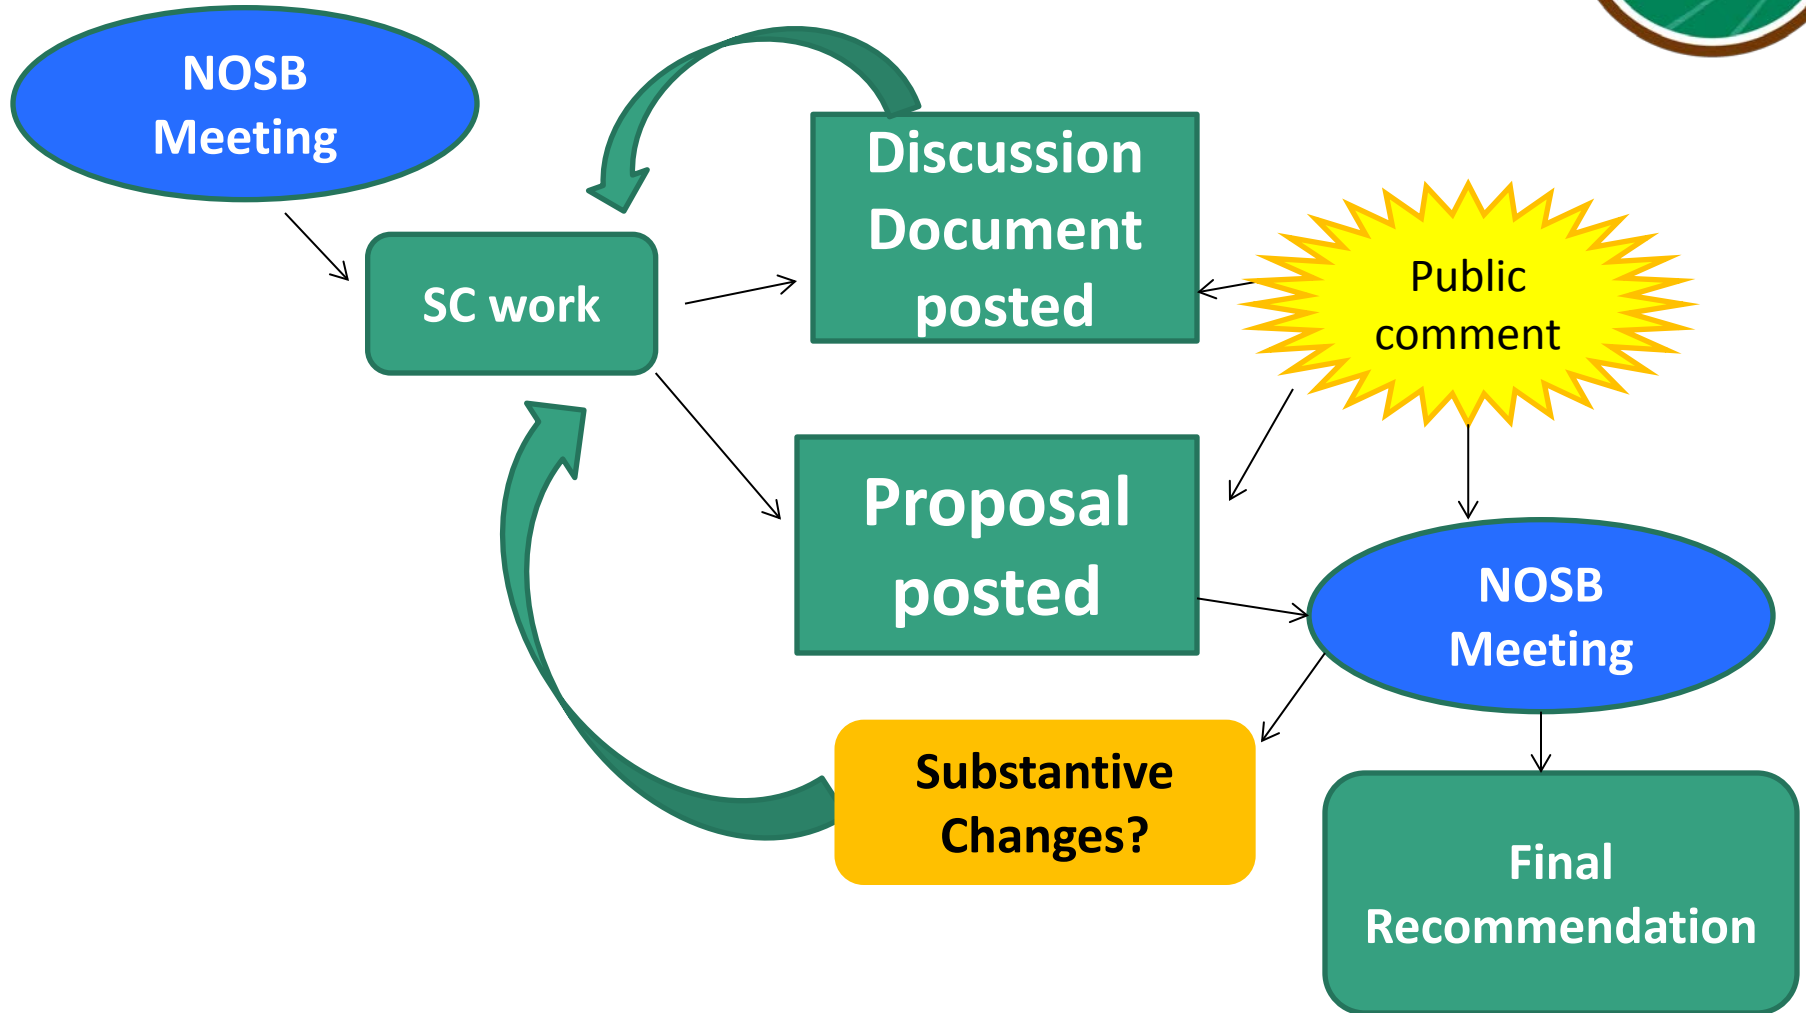 NOSB
Meeting
Discussion
Document
posted
SC work
Public
comment
Proposal
posted
NOSB
Meeting
Substantive
Changes?
Final
Recommendation